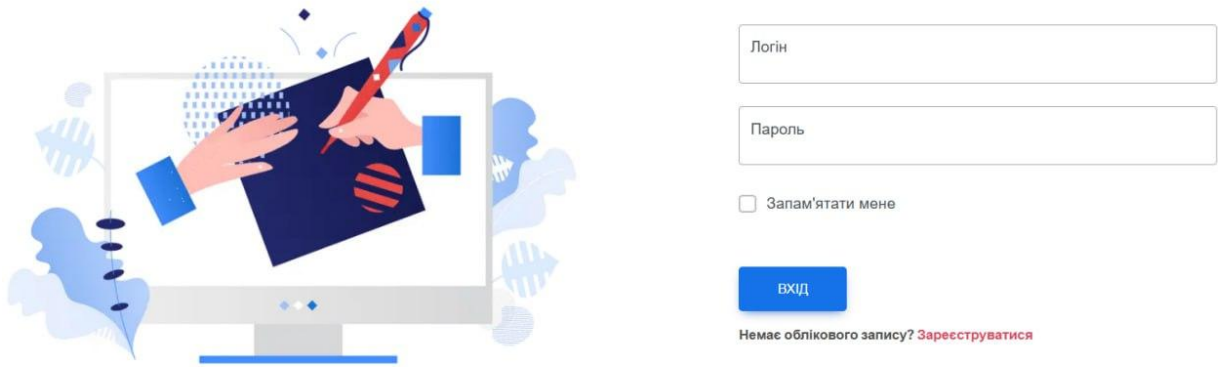 Логін
Пароль
Запам'ятати мене
ВХІД
Немає облікового запису? Зареєструватися